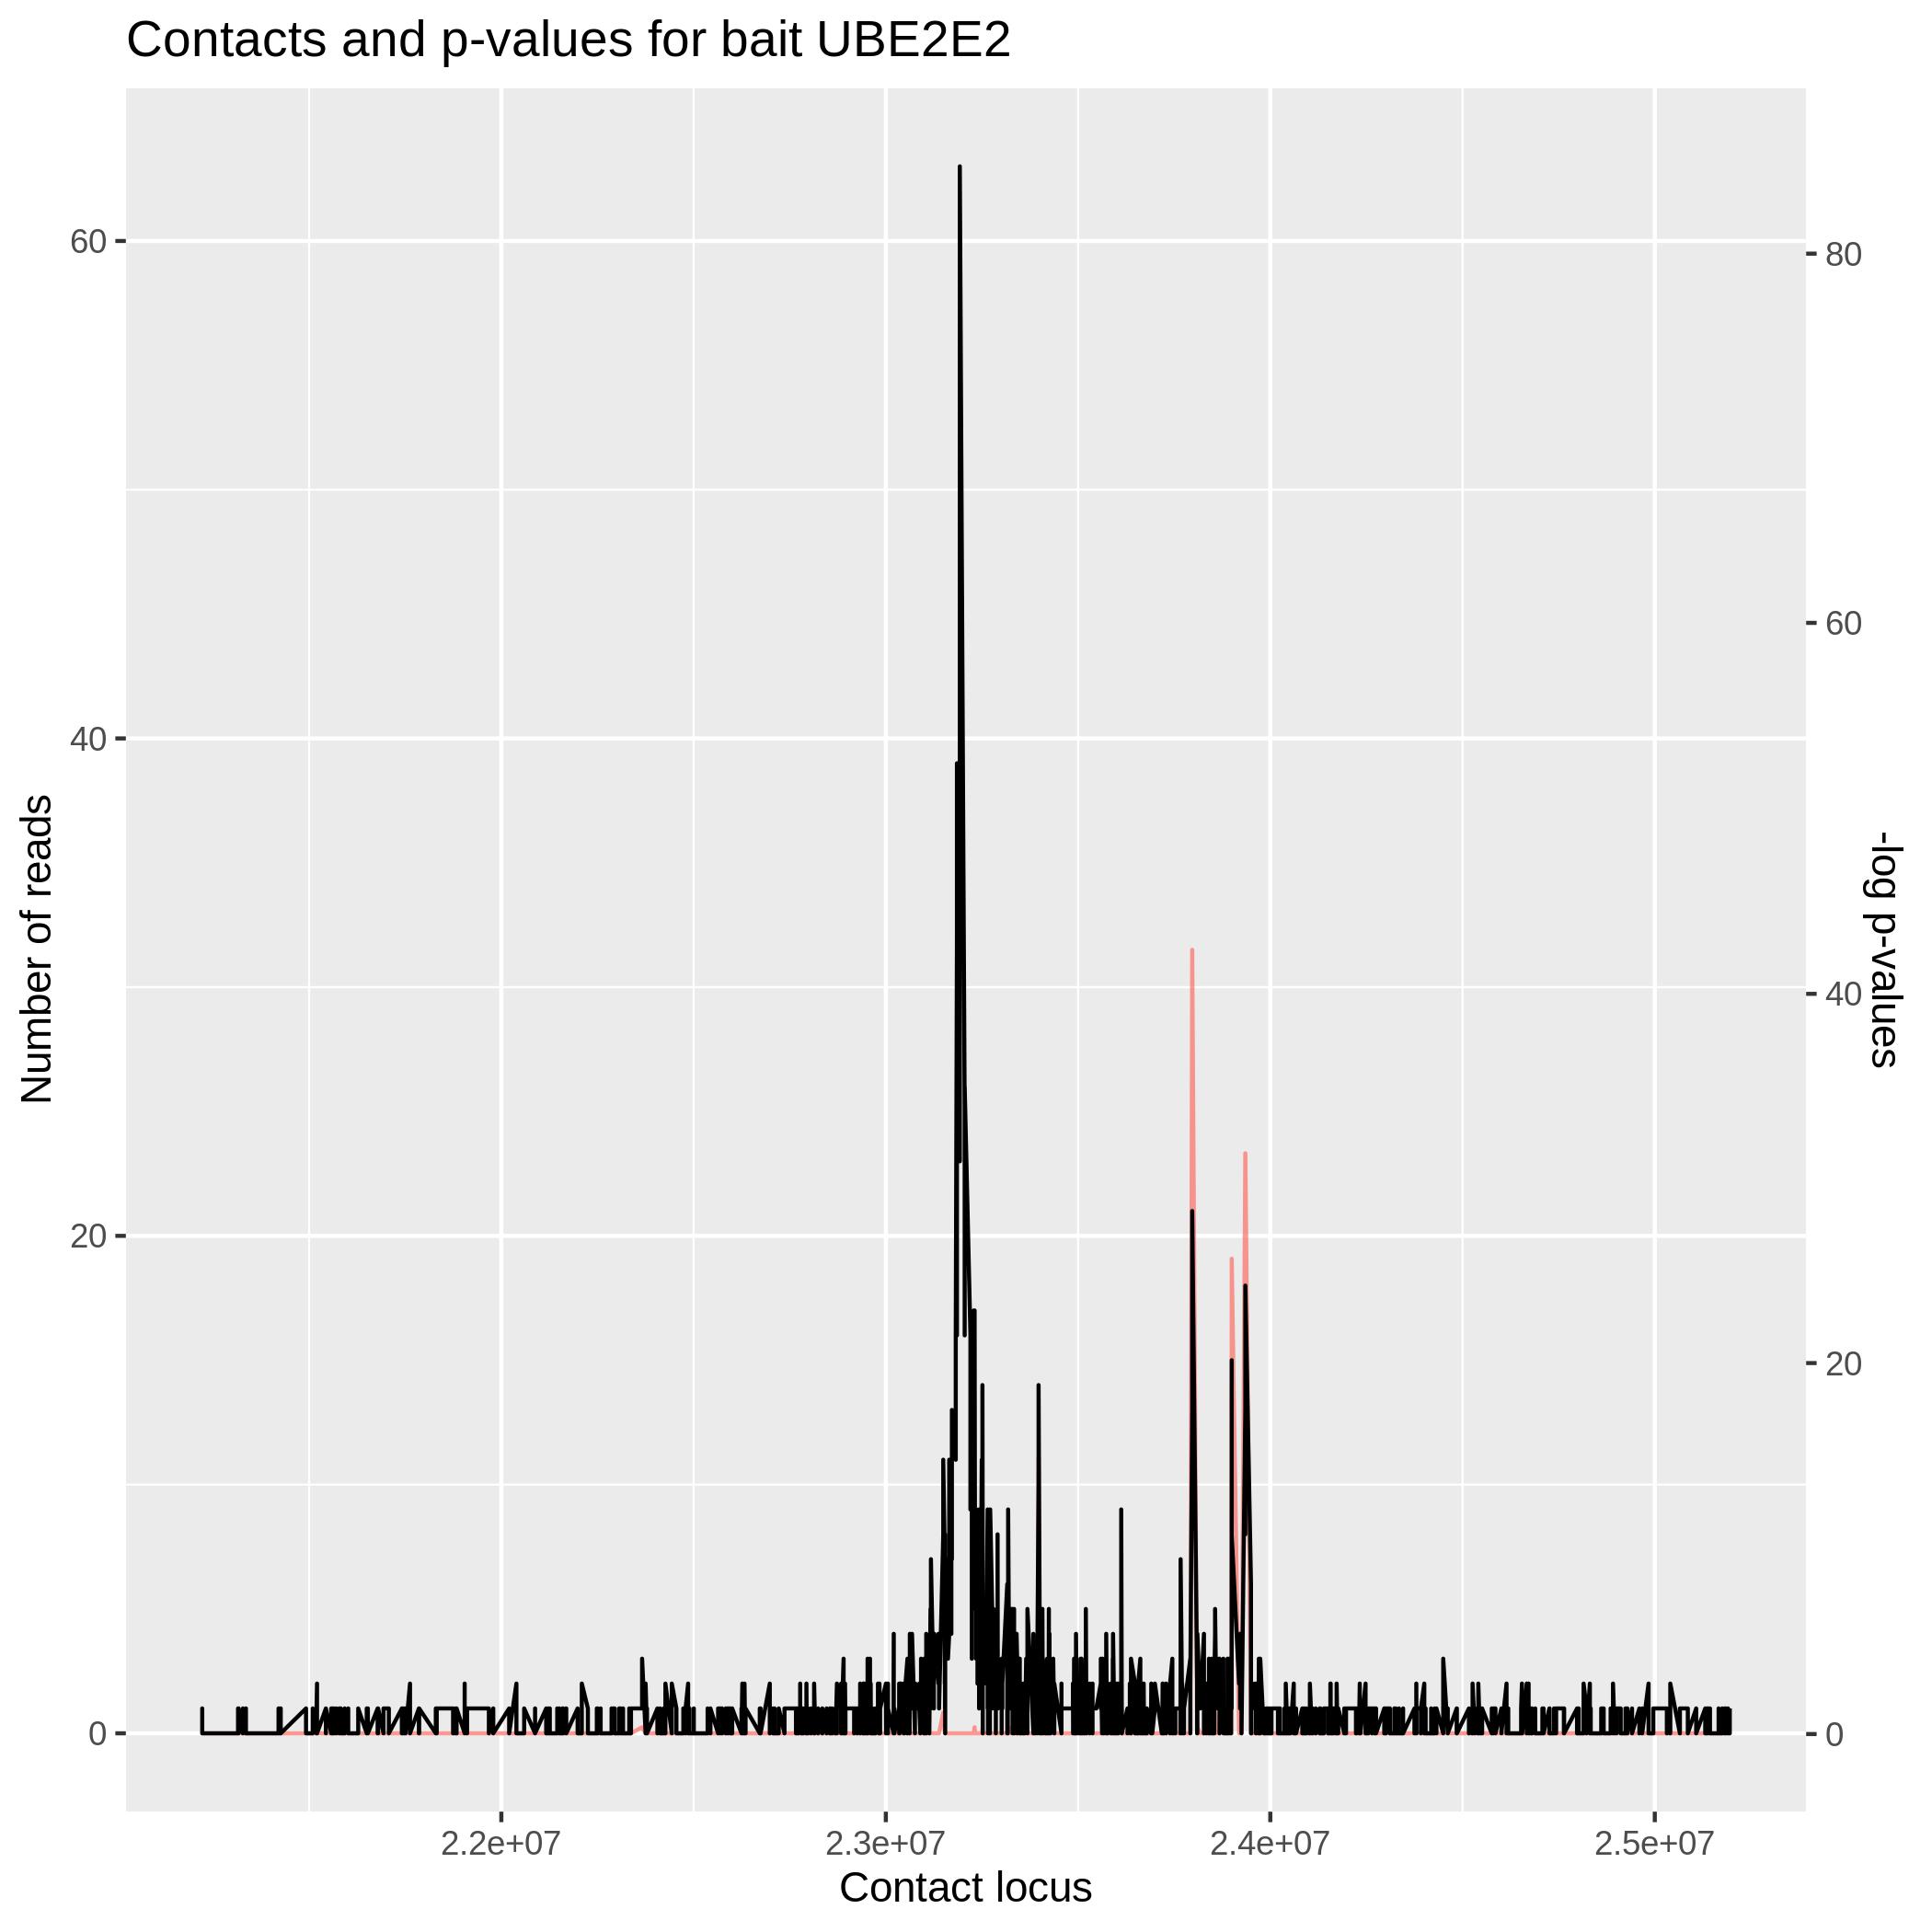 Contacts and p-values for bait UBE2E2
60
40
20
0
Number of reads
80
60
40
20
0
-log p-values
2.2e+07
2.3e+07
2.4e+07
2.5e+07
Contact locus